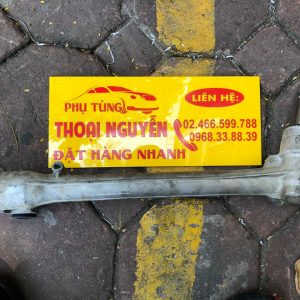 PHỤ TÙNG
LIÊN HỆ:
THOẠI NGUYỄN
02.466.599.788
0968.33.88.39
ĐẶT HÀNG NHANH